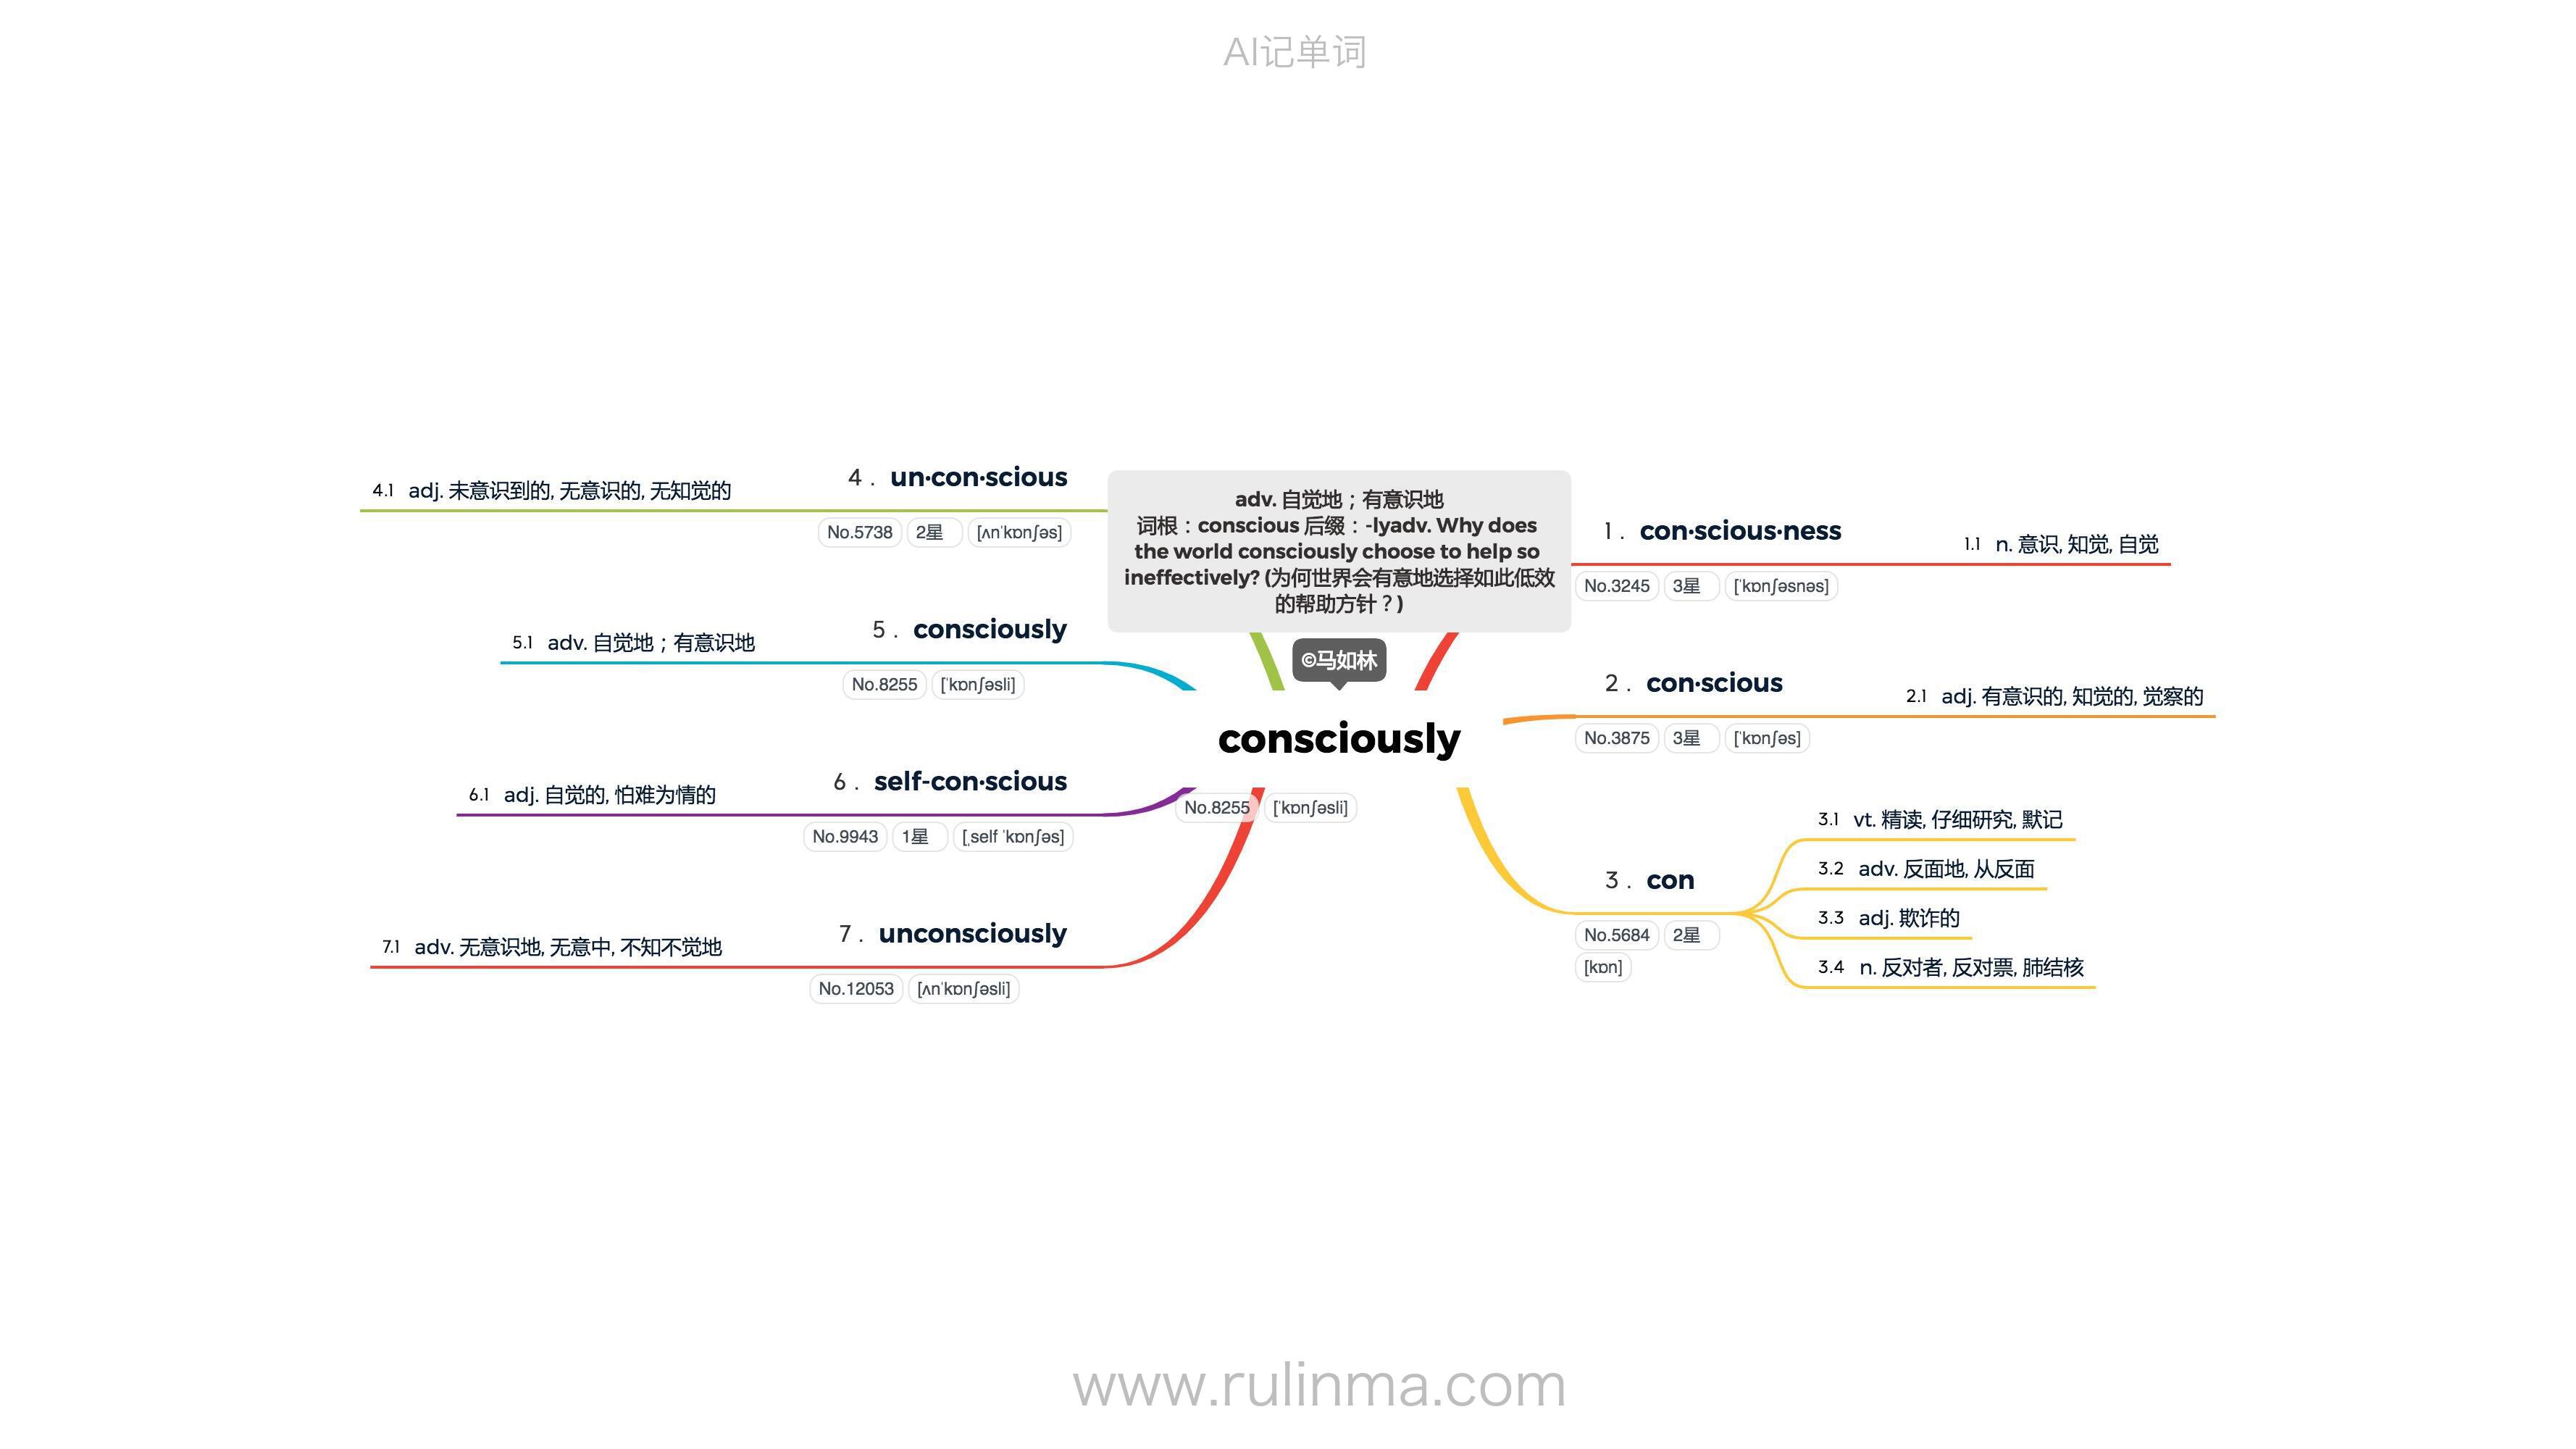 AI记单词
adv. 自觉地；有意识地
词根：conscious 后缀：-lyadv. Why does
the world consciously choose to help so
ineffectively? (为何世界会有意地选择如此低效
的帮助方针？)
©马如林
consciously
No.8255 [ˈkɒnʃəsli]
1． con·scious·ness
No.3245 3星 [ˈkɒnʃəsnəs]
1.1 n. 意识, 知觉, 自觉
2． con·scious
No.3875 3星 [ˈkɒnʃəs]
2.1 adj. 有意识的, 知觉的, 觉察的
3． con
No.5684 2星
[kɒn]
3.1 vt. 精读, 仔细研究, 默记
3.2 adv. 反面地, 从反面
3.3 adj. 欺诈的
3.4 n. 反对者, 反对票, 肺结核
4． un·con·scious
No.5738 2星 [ʌnˈkɒnʃəs]
4.1 adj. 未意识到的, 无意识的, 无知觉的
5． consciously
No.8255 [ˈkɒnʃəsli]
5.1 adv. 自觉地；有意识地
6． self-con·scious
No.9943 1星 [ˌself ˈkɒnʃəs]
6.1 adj. 自觉的, 怕难为情的
7． unconsciously
No.12053 [ʌnˈkɒnʃəsli]
7.1 adv. 无意识地, 无意中, 不知不觉地
www.rulinma.com